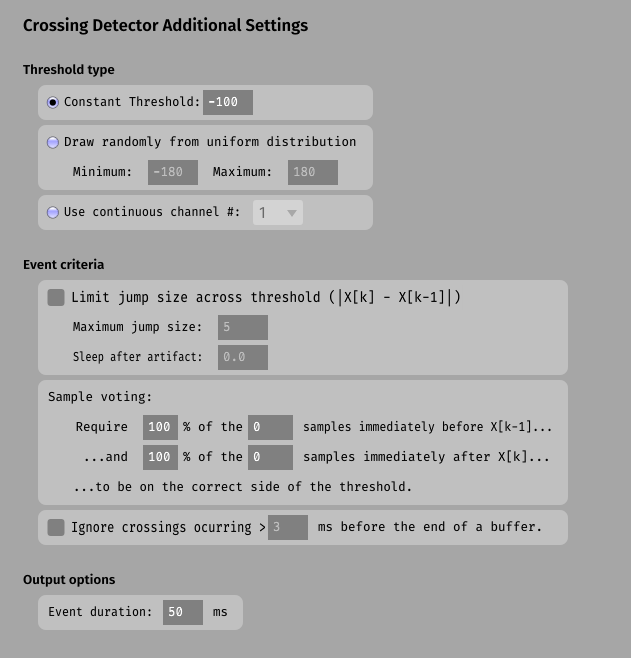 Crossing Detector Additional Settings
Threshold type
Constant Threshold: -100
Draw randomly from uniform distribution
Minimum: -180 Maximum: 180
Use continuous channel #: 1
Event criteria
Limit jump size across threshold (|X[k] - X[k-1]|)
Maximum jump size: 5
Sleep after artifact: 0.0
Sample voting:
Require 100 % of the 0 samples immediately before X[k-1]...
...and 100 % of the 0 samples immediately after X[k]...
...to be on the correct side of the threshold.
Ignore crossings ocurring > 3 ms before the end of a buffer.
Output options
Event duration: 50 ms